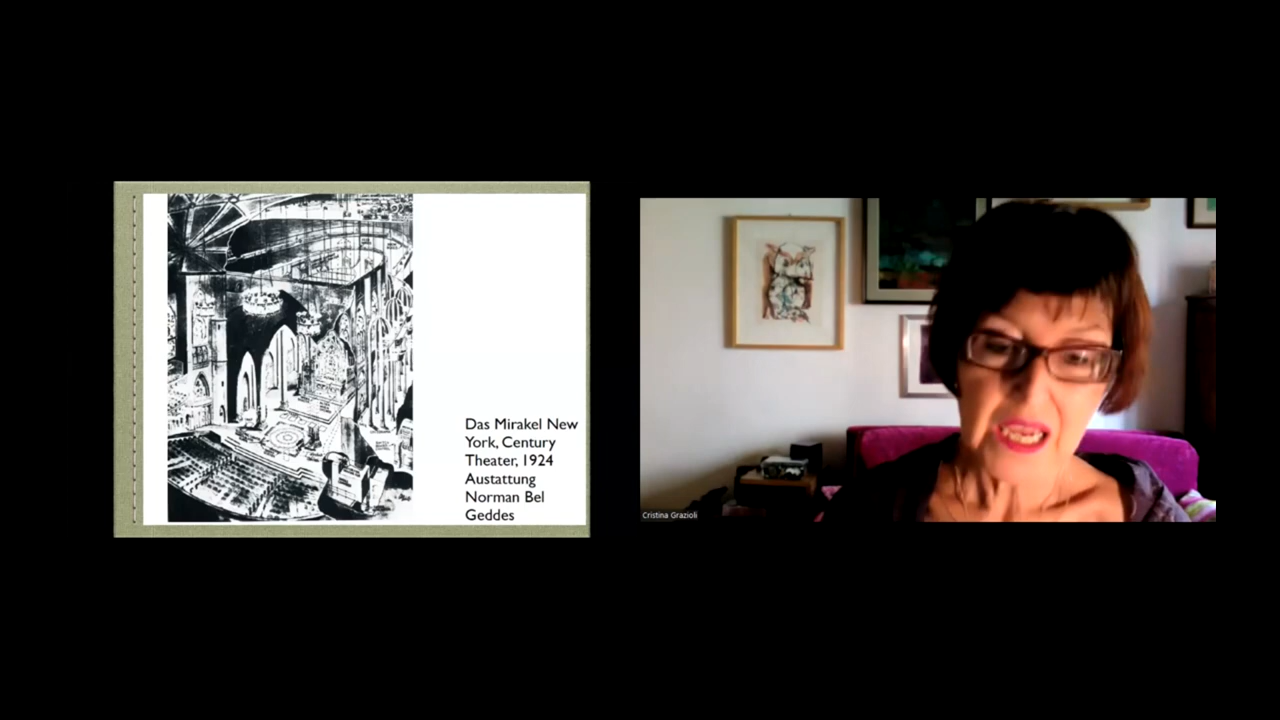 Das Mirakel New
York, Century
Theater, 1924
Austattung
Norman Bel
Geddes
Cristina Grazioli